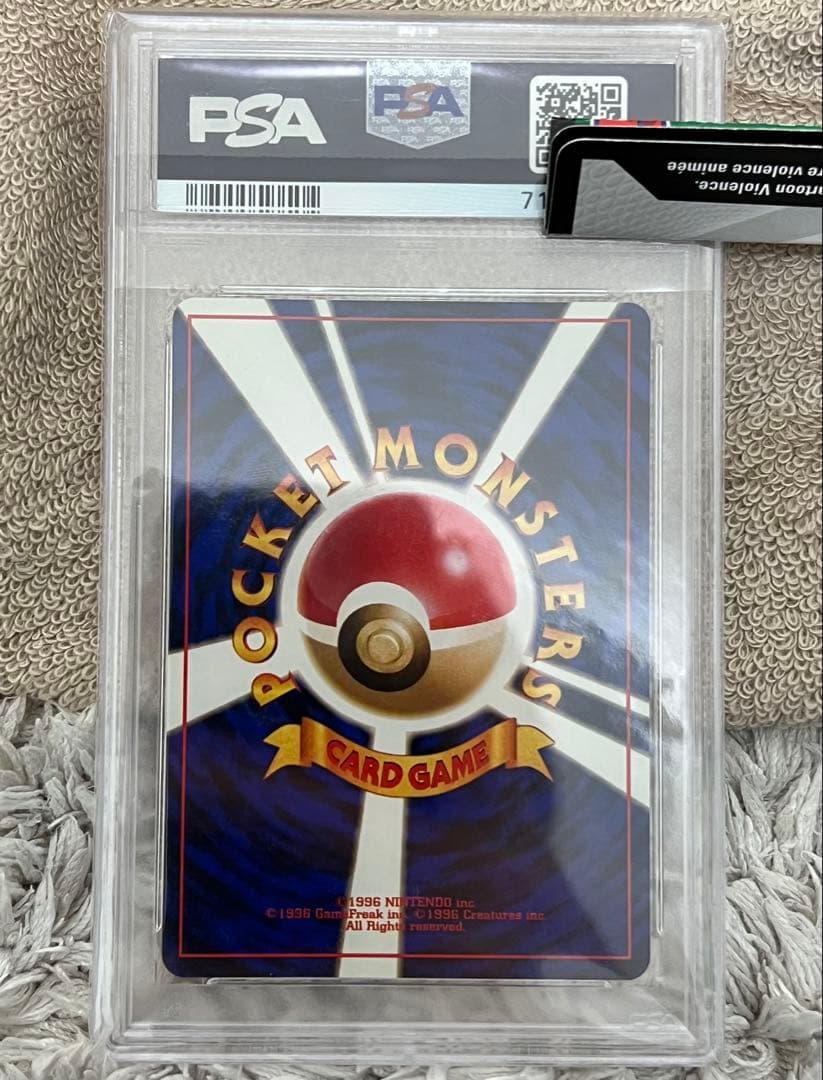 PSA
PSA
71
artoon Violence.
re violence animée
POCKET MONSTERS
CARD GAME
©1996 NINTENDO inc.
©1996 GameFreak inc. ©1996 Creatures inc.
All Rights reserved.